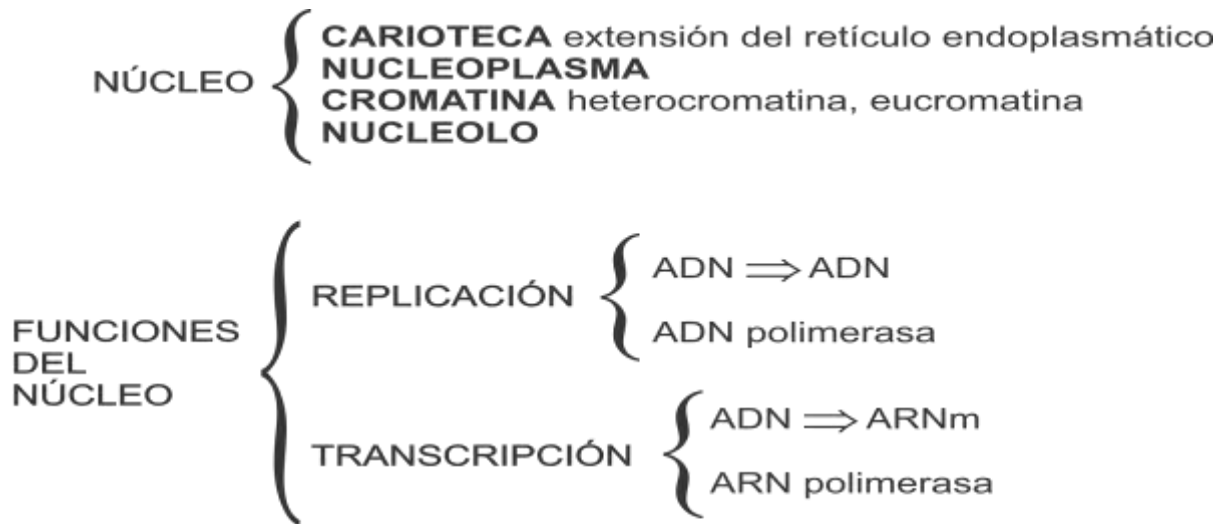 NÚCLEO
CARIOTECA extensión del retículo endoplasmático
NUCLEOPLASMA
CROMATINA heterocromatina, eucromatina
NUCLEOLO
FUNCIONES
DEL
NÚCLEO
REPLICACIÓN
ADN ⟹ ADN
ADN polimerasa
TRANSCRIPCIÓN
ADN ⟹ ARNm
ARN polimerasa